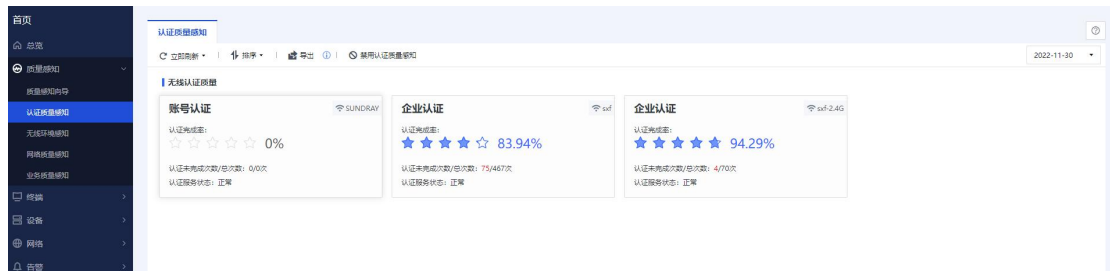 首页
总览
质量感知
质量感知向导
认证质量感知
无线环境感知
网络质量感知
业务质量感知
终端
设备
网络
告警
认证质量感知
立即刷新 排序 导出 禁用认证质量感知 2022-11-30
无线认证质量
账号认证 SUNDRAY
认证完成率:
0%
认证未完成次数/总次数: 0/0次
认证服务状态: 正常
企业认证 sxf
认证完成率:
83.94%
认证未完成次数/总次数: 75/467次
认证服务状态: 正常
企业认证 sxf-2.4G
认证完成率:
94.29%
认证未完成次数/总次数: 4/70次
认证服务状态: 正常